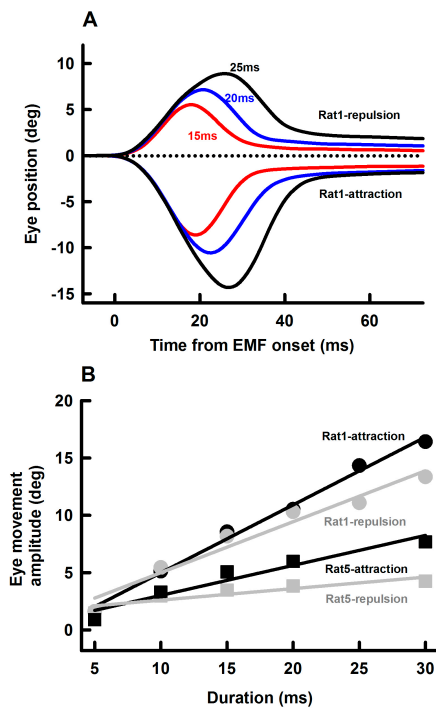 A
Eye position (deg)
10
5
0
-5
-10
-15
25ms
20ms
15ms
Rat1-repulsion
Rat1-attraction
0 20 40 60
Time from EMF onset (ms)
B
Eye movement
amplitude (deg)
20
15
10
5
0
Rat1-attraction
Rat1-repulsion
Rat5-attraction
Rat5-repulsion
5 10 15 20 25 30
Duration (ms)